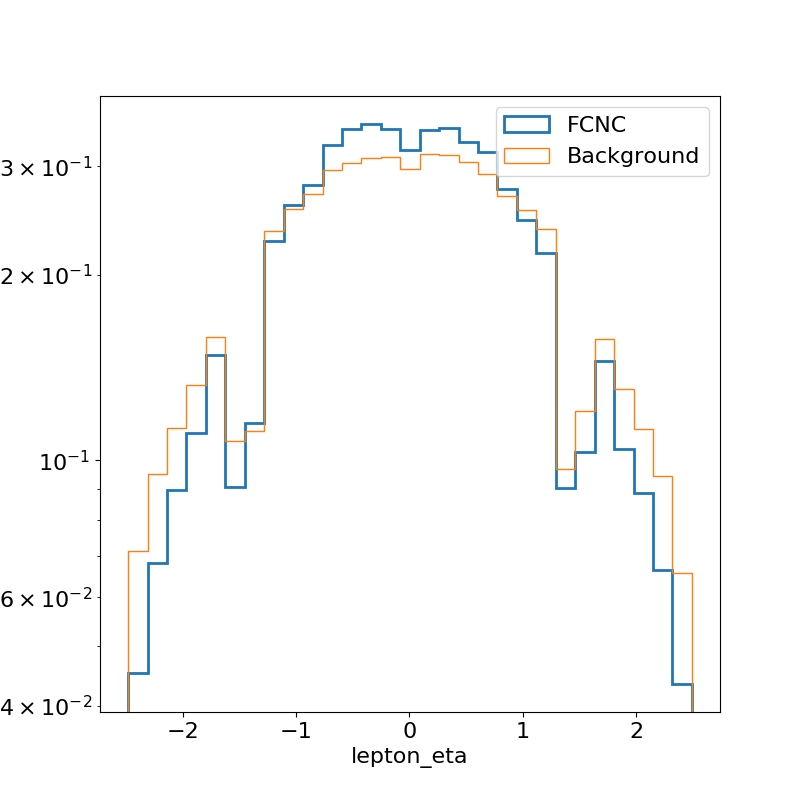 FCNC
Background
3 × 10⁻¹
2 × 10⁻¹
10⁻¹
6 × 10⁻²
4 × 10⁻²
−2 −1 0 1 2
lepton_eta